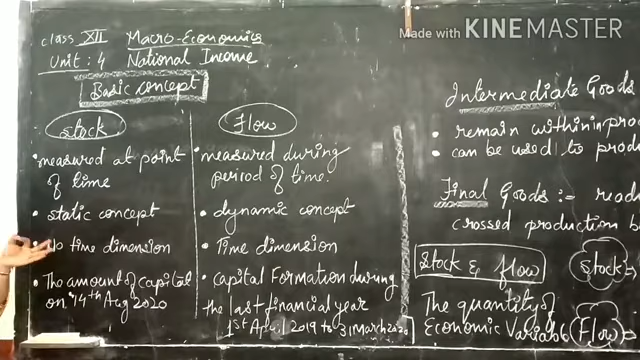 Made with KINEMASTER
class XII Macro-Economics
Unit : 4 National Income
Basic concept
Stock
• measured at point
of time
• static concept
No time dimension
• The amount of capital
on 14th Aug 2020
Flow
• measured during
period of time.
• dynamic concept
• Time dimension
• capital Formation during
the last financial year
1st April 2019 to 31 March 2020
Intermediate Goods
• remain within in prod
• can be used to produ
Final Goods :- read
crossed production b
Stock & flow
Stock =
The quantity of
Economic Variable
Flow =